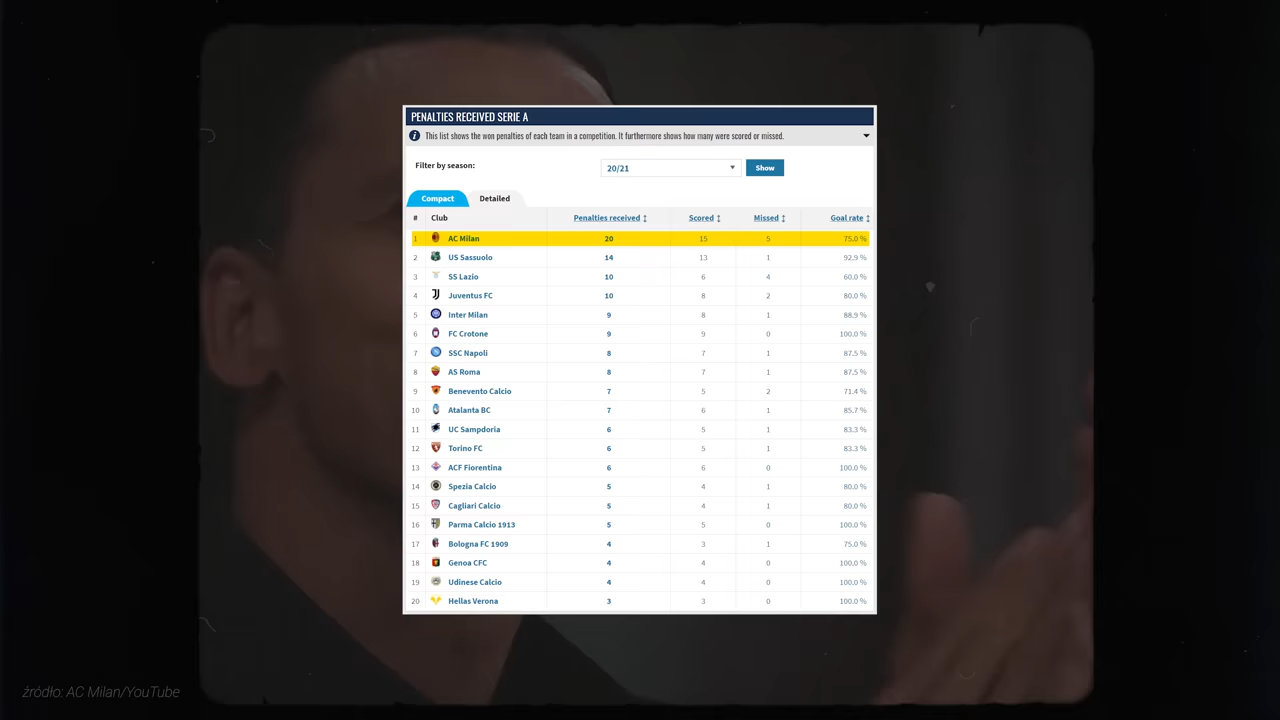 PENALTIES RECEIVED SERIE A
i This list shows the won penalties of each team in a competition. It furthermore shows how many were scored or missed.
Filter by season: 20/21 Show
Compact Detailed
# Club Penalties received Scored Missed Goal rate
1 AC Milan 20 15 5 75.0 %
2 US Sassuolo 14 13 1 92.9 %
3 SS Lazio 10 6 4 60.0 %
4 Juventus FC 10 8 2 80.0 %
5 Inter Milan 9 8 1 88.9 %
6 FC Crotone 9 9 0 100.0 %
7 SSC Napoli 8 7 1 87.5 %
8 AS Roma 8 7 1 87.5 %
9 Benevento Calcio 7 5 2 71.4 %
10 Atalanta BC 7 6 1 85.7 %
11 UC Sampdoria 6 5 1 83.3 %
12 Torino FC 6 5 1 83.3 %
13 ACF Fiorentina 6 6 0 100.0 %
14 Spezia Calcio 5 4 1 80.0 %
15 Cagliari Calcio 5 4 1 80.0 %
16 Parma Calcio 1913 5 5 0 100.0 %
17 Bologna FC 1909 4 3 1 75.0 %
18 Genoa CFC 4 4 0 100.0 %
19 Udinese Calcio 4 4 0 100.0 %
20 Hellas Verona 3 3 0 100.0 %
źródło: AC Milan/YouTube